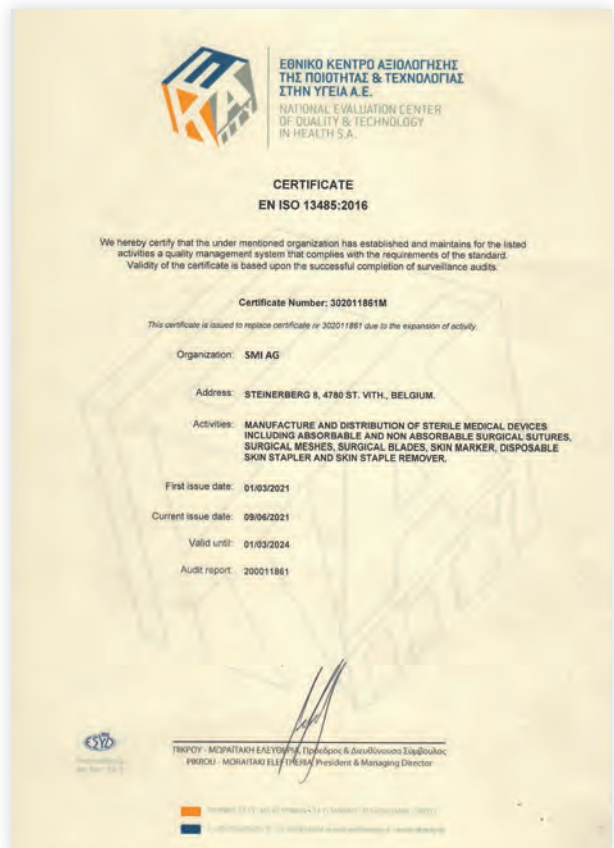 ΕΚΑΠΤΥ
ΕΘΝΙΚΟ ΚΕΝΤΡΟ ΑΞΙΟΛΟΓΗΣΗΣ
ΤΗΣ ΠΟΙΟΤΗΤΑΣ & ΤΕΧΝΟΛΟΓΙΑΣ
ΣΤΗΝ ΥΓΕΙΑ Α.Ε.
NATIONAL EVALUATION CENTER
OF QUALITY & TECHNOLOGY
IN HEALTH S.A.
CERTIFICATE
EN ISO 13485:2016
We hereby certify that the under mentioned organization has established and maintains for the listed
activities a quality management system that complies with the requirements of the standard.
Validity of the certificate is based upon the successful completion of surveillance audits.
Certificate Number: 302011861M
This certificate is issued to replace certificate nr 302011861 due to the expansion of activity.
Organization: SMI AG
Address: STEINERBERG 8, 4780 ST. VITH., BELGIUM.
Activities: MANUFACTURE AND DISTRIBUTION OF STERILE MEDICAL DEVICES
INCLUDING ABSORBABLE AND NON ABSORBABLE SURGICAL SUTURES,
SURGICAL MESHES, SURGICAL BLADES, SKIN MARKER, DISPOSABLE
SKIN STAPLER AND SKIN STAPLE REMOVER.
First issue date: 01/03/2021
Current issue date: 09/06/2021
Valid until: 01/03/2024
Audit report: 200011861
ΠΙΚΡΟΥ - ΜΩΡΑΪΤΑΚΗ ΕΛΕΥΘΕΡΙΑ, Πρόεδρος & Διευθύνουσα Σύμβουλος
PIKROU - MORAITAKI ELEFTHERIA, President & Managing Director
ΕΣΥΔ